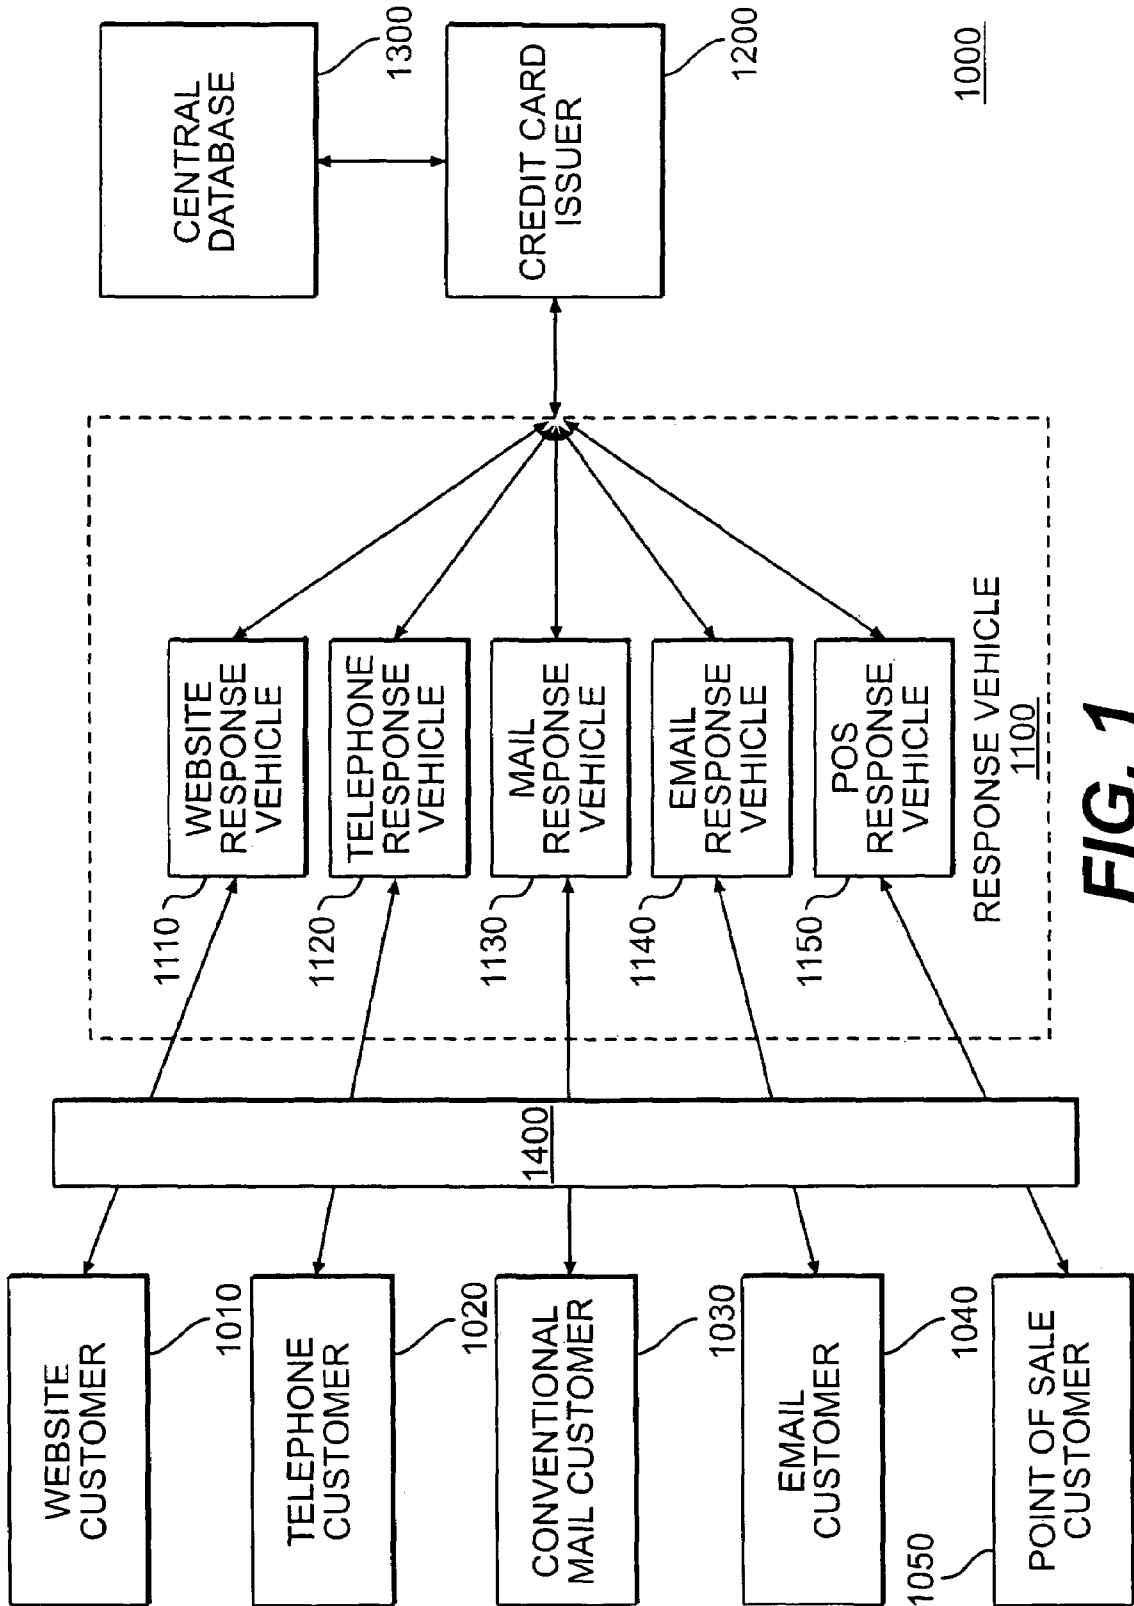 WEBSITE
CUSTOMER
1010
TELEPHONE
CUSTOMER
1020
CONVENTIONAL
MAIL CUSTOMER
1030
EMAIL
CUSTOMER
1040
POINT OF SALE
CUSTOMER
1050
1400
WEBSITE
RESPONSE
VEHICLE
1110
TELEPHONE
RESPONSE
VEHICLE
1120
MAIL
RESPONSE
VEHICLE
1130
EMAIL
RESPONSE
VEHICLE
1140
POS
RESPONSE
VEHICLE
1150
RESPONSE VEHICLE
1100
CENTRAL
DATABASE
1300
CREDIT CARD
ISSUER
1200
1000
FIG. 1